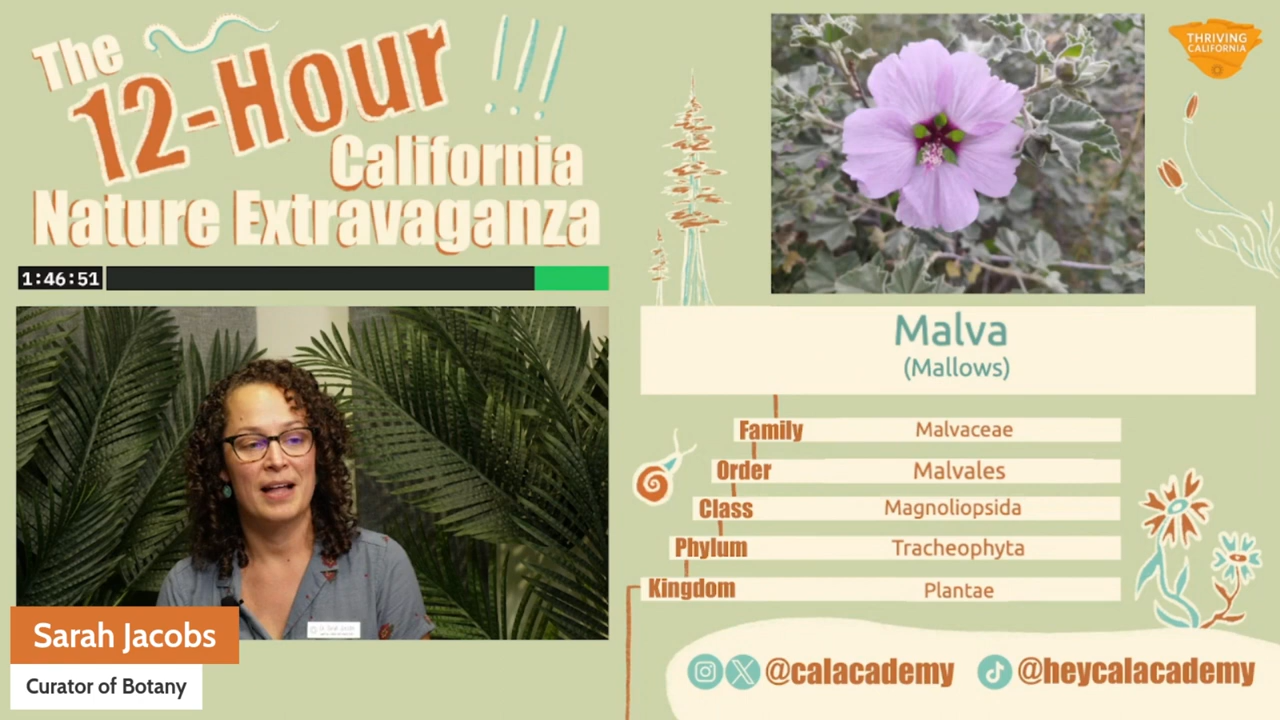 The
12-Hour
!!!
California
Nature Extravaganza
THRIVING
CALIFORNIA
1:46:51
Malva
(Mallows)
Family Malvaceae
Order Malvales
Class Magnoliopsida
Phylum Tracheophyta
Kingdom Plantae
Sarah Jacobs
Curator of Botany
@calacademy @heycalacademy